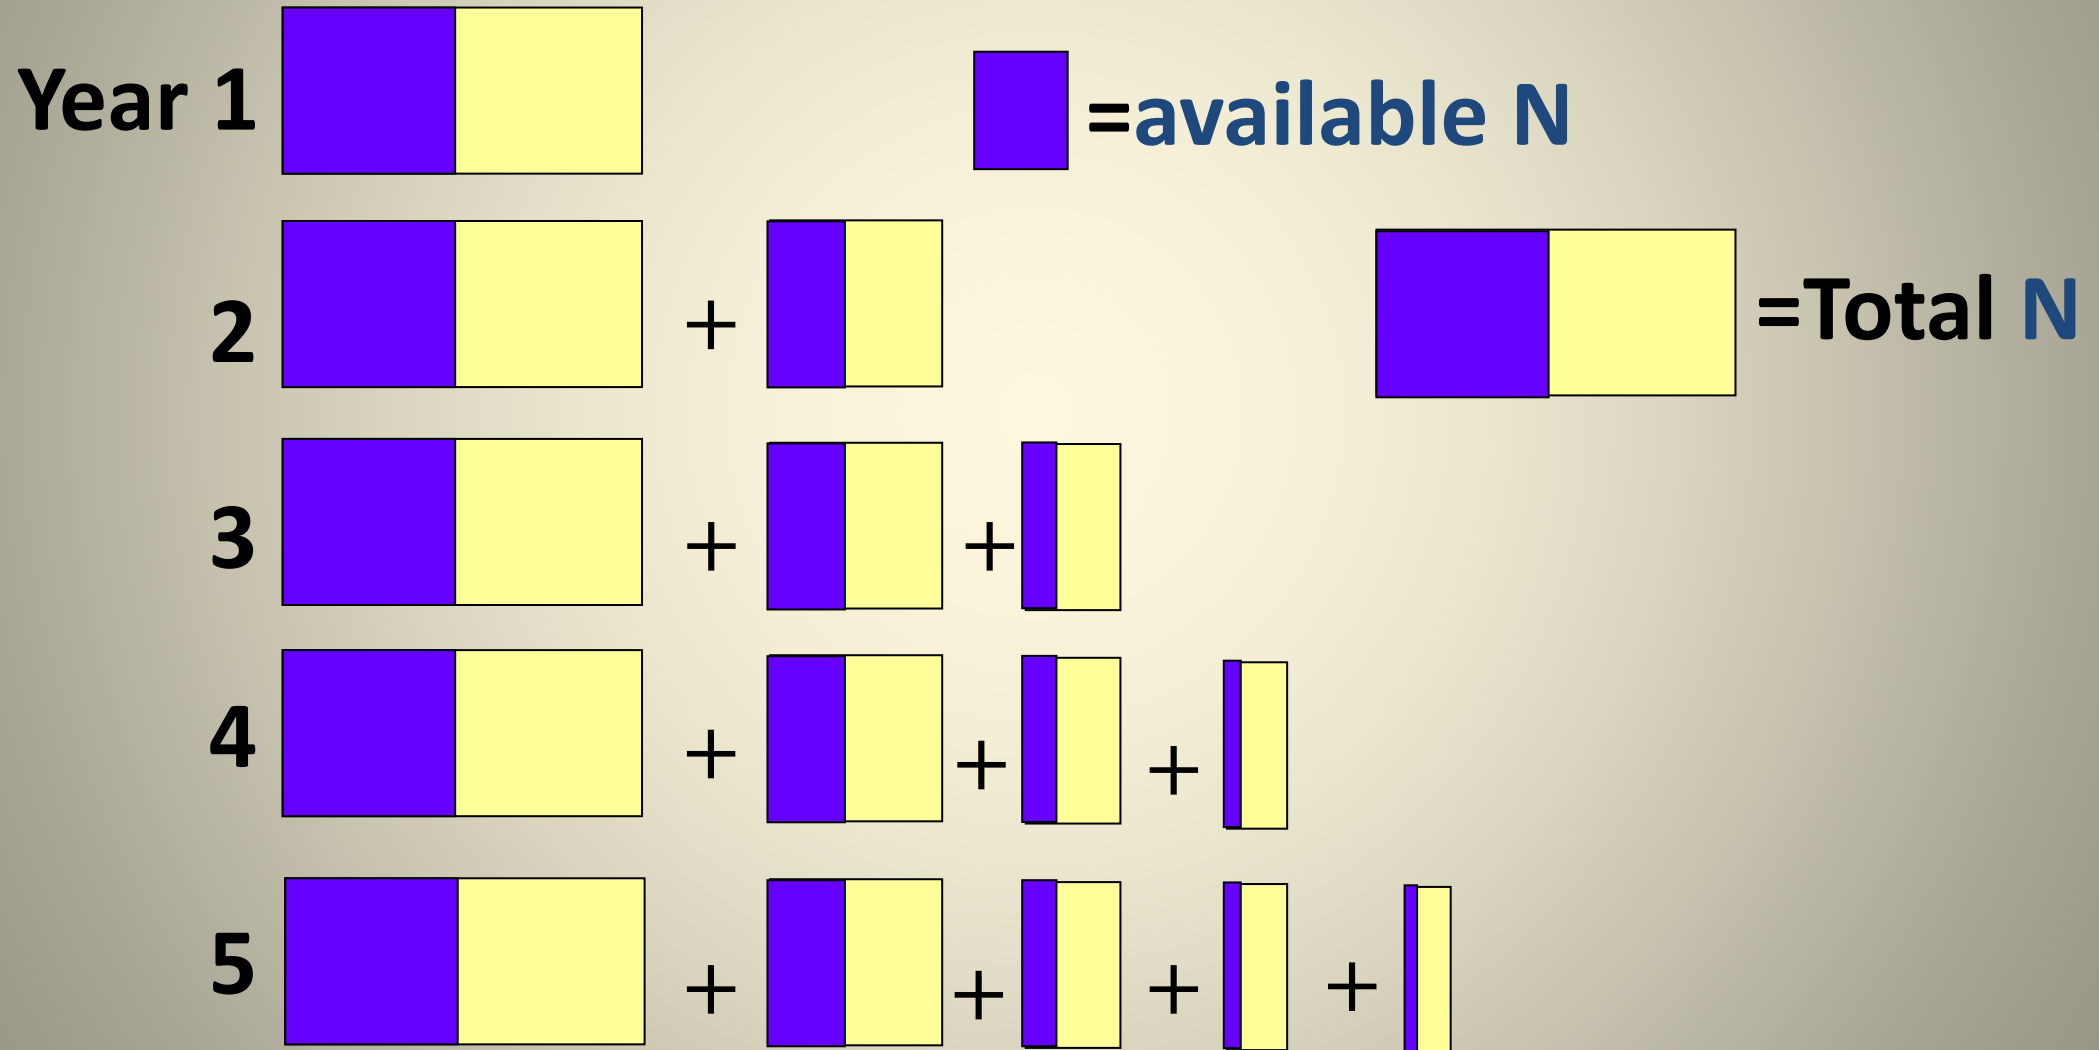 Year 1
=available N
2 +
=Total N
3 + +
4 + + +
5 + + + +